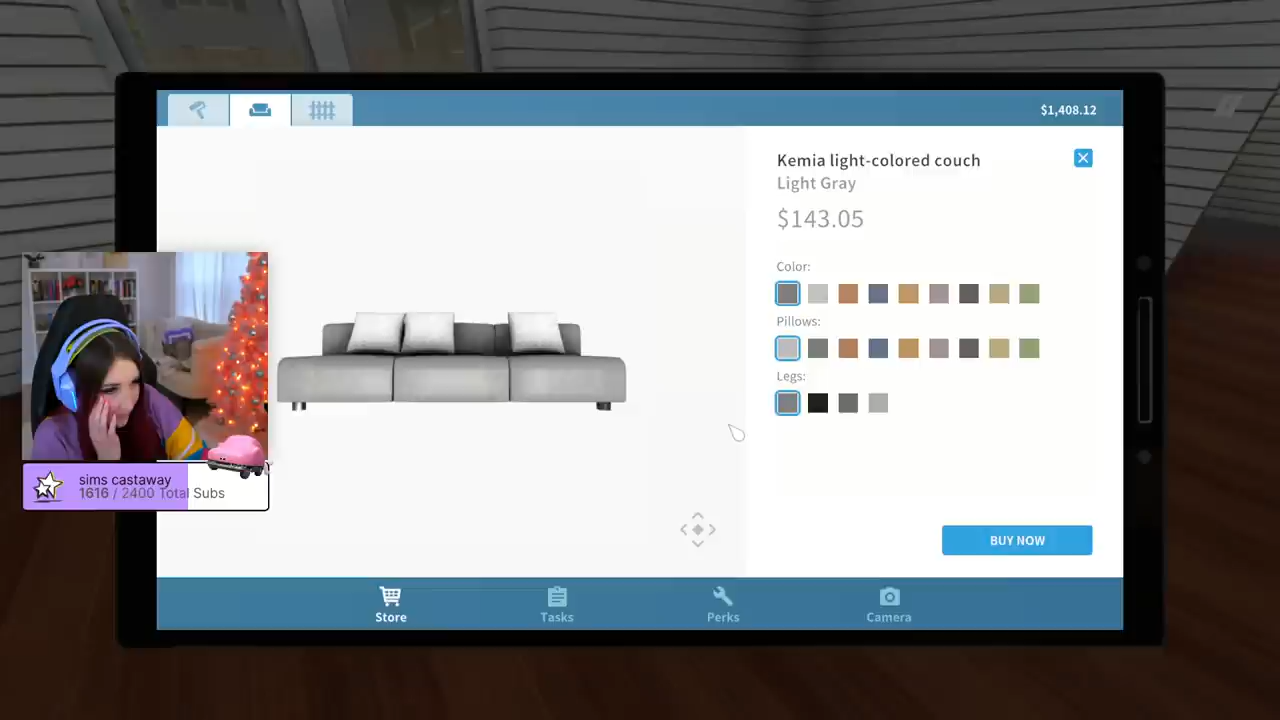 $1,408.12
Kemia light-colored couch
Light Gray
$143.05
Color:
Pillows:
Legs:
sims castaway
1616 / 2400 Total Subs
BUY NOW
Store
Tasks
Perks
Camera